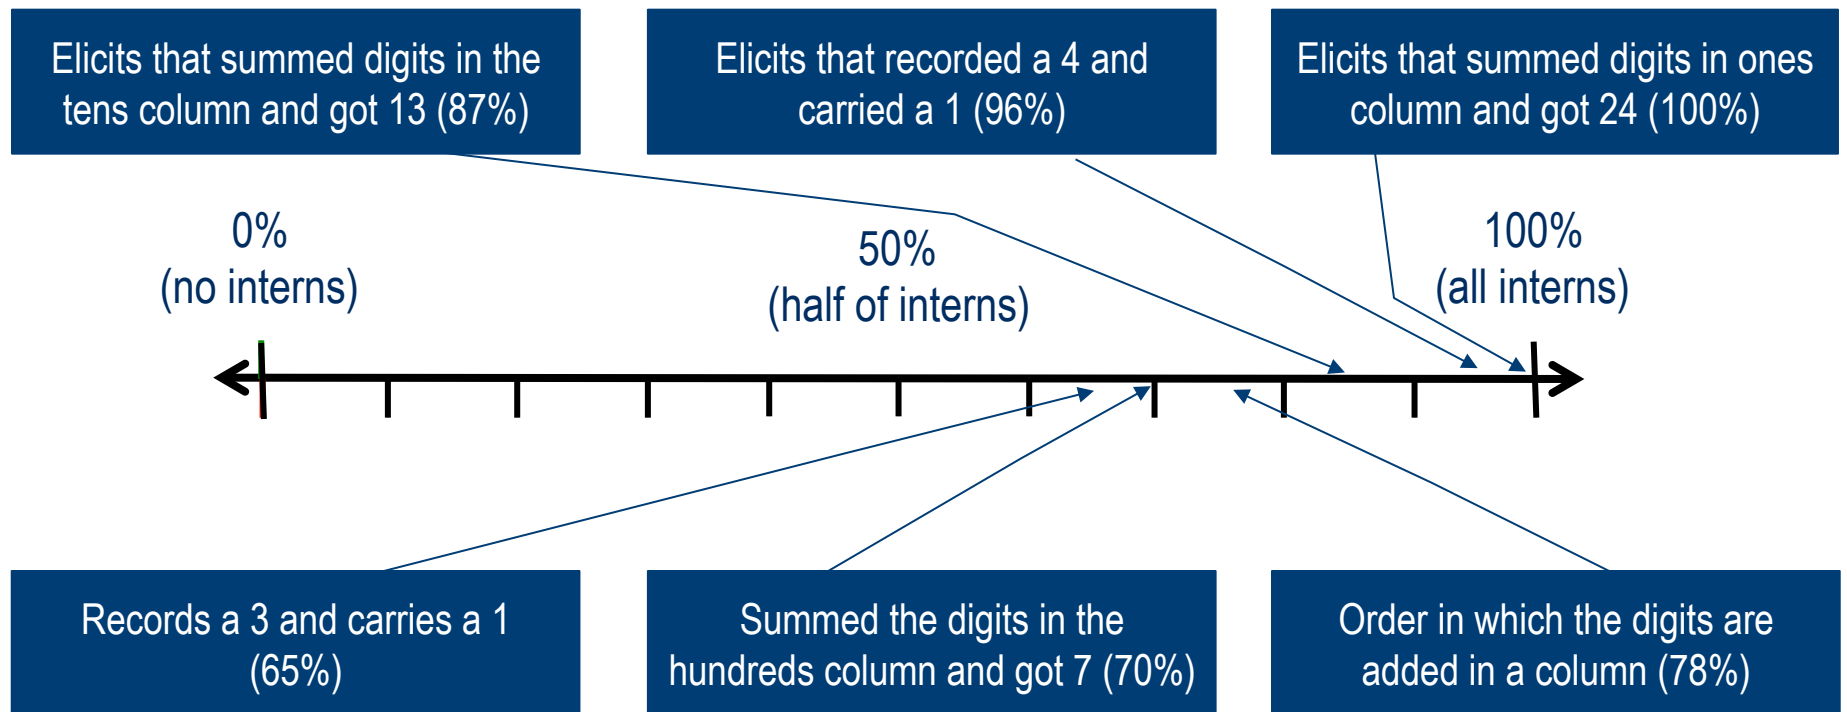 Elicits that summed digits in the
tens column and got 13 (87%)
Elicits that recorded a 4 and
carried a 1 (96%)
Elicits that summed digits in ones
column and got 24 (100%)
0%
(no interns)
50%
(half of interns)
100%
(all interns)
Records a 3 and carries a 1
(65%)
Summed the digits in the
hundreds column and got 7 (70%)
Order in which the digits are
added in a column (78%)